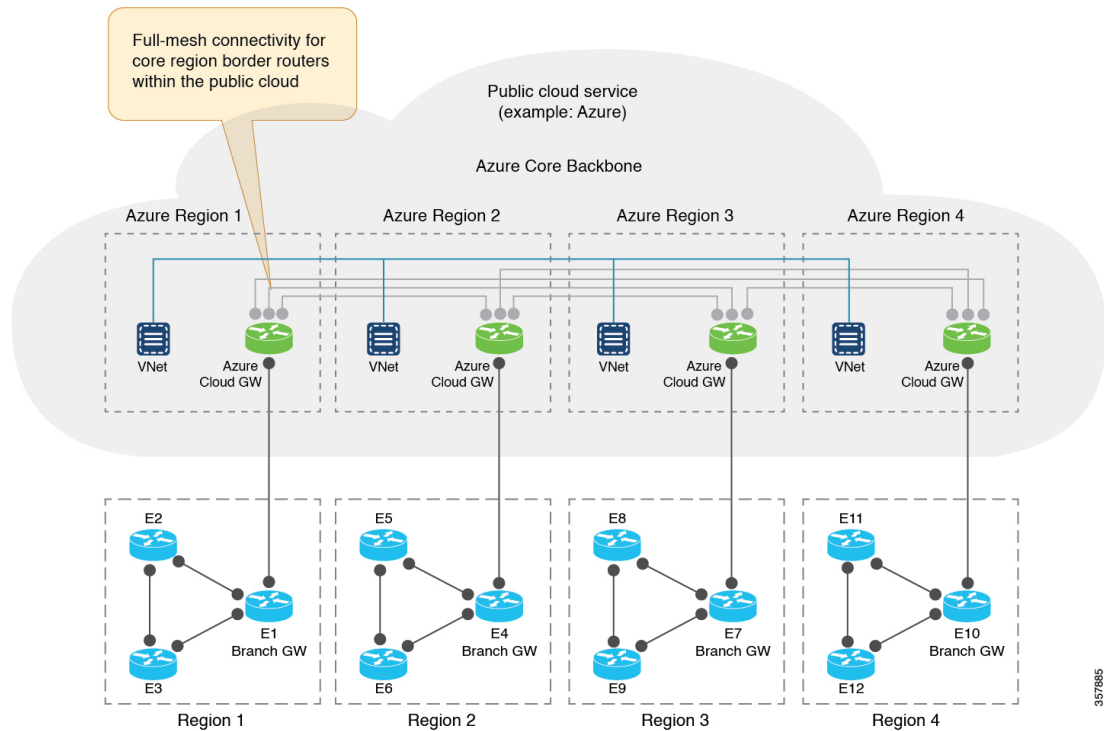 Full-mesh connectivity for
core region border routers
within the public cloud
Public cloud service
(example: Azure)
Azure Core Backbone
Azure Region 1
Azure Region 2
Azure Region 3
Azure Region 4
VNet
Azure
Cloud GW
VNet
Azure
Cloud GW
VNet
Azure
Cloud GW
VNet
Azure
Cloud GW
E2
E1
Branch GW
E3
Region 1
E5
E4
Branch GW
E6
Region 2
E8
E7
Branch GW
E9
Region 3
E11
E10
Branch GW
E12
Region 4
357885